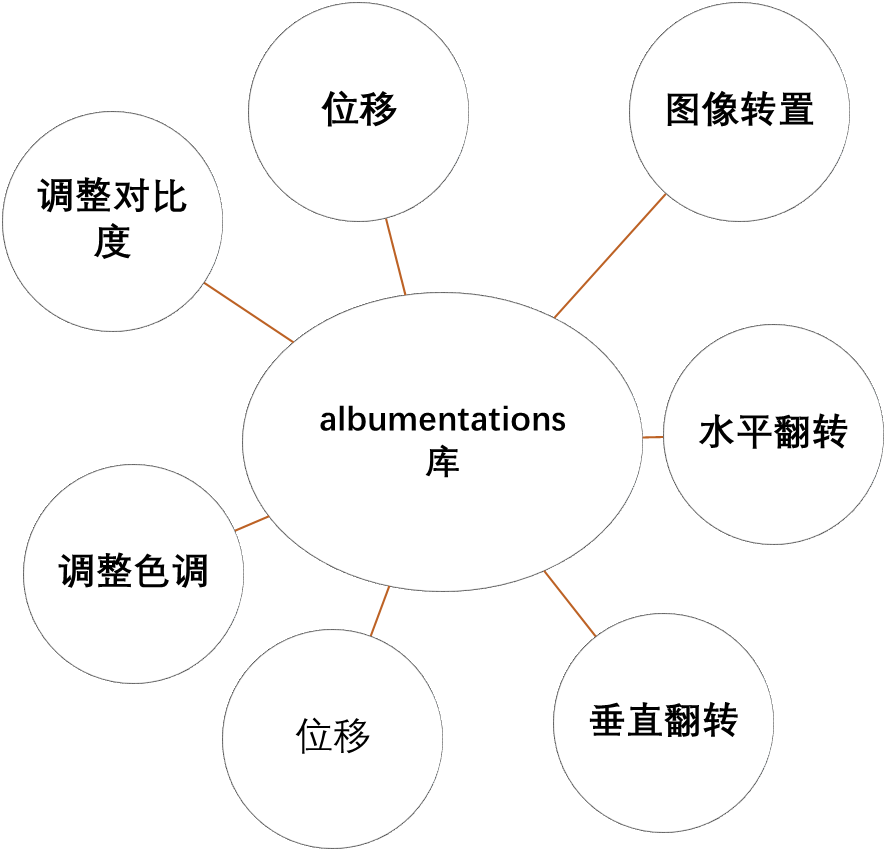 位移
图像转置
调整对比
度
albumentations
库
水平翻转
调整色调
位移
垂直翻转